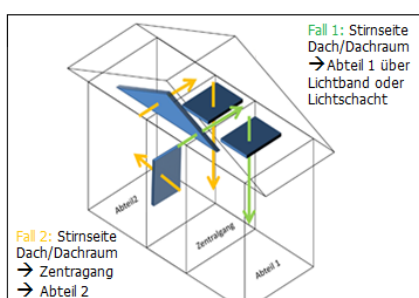 Fall 1: Stirnseite
Dach/Dachraum
→Abteil 1 über
Lichtband oder
Lichtschacht
Abteil2
Zentralgang
Abteil 1
Fall 2: Stirnseite
Dach/Dachraum
→ Zentragang
→ Abteil 2